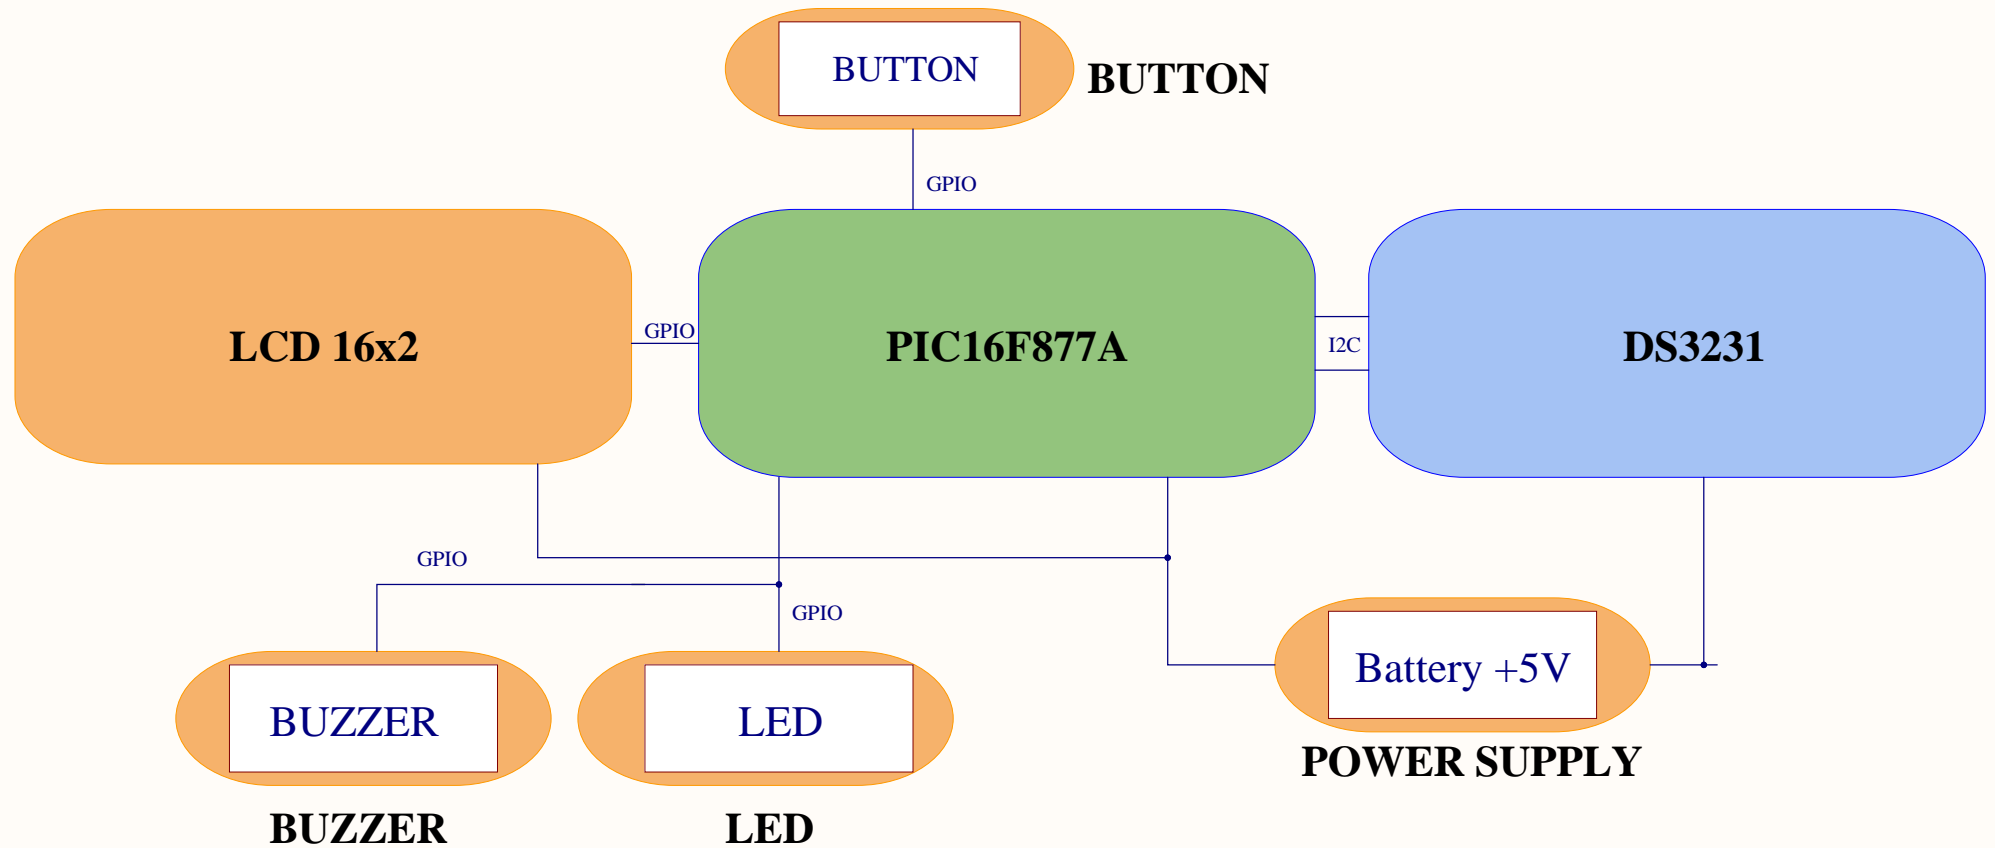 BUTTON
BUTTON
GPIO
LCD 16x2
GPIO
PIC16F877A
I2C
DS3231
GPIO
GPIO
BUZZER
BUZZER
LED
LED
Battery +5V
POWER SUPPLY